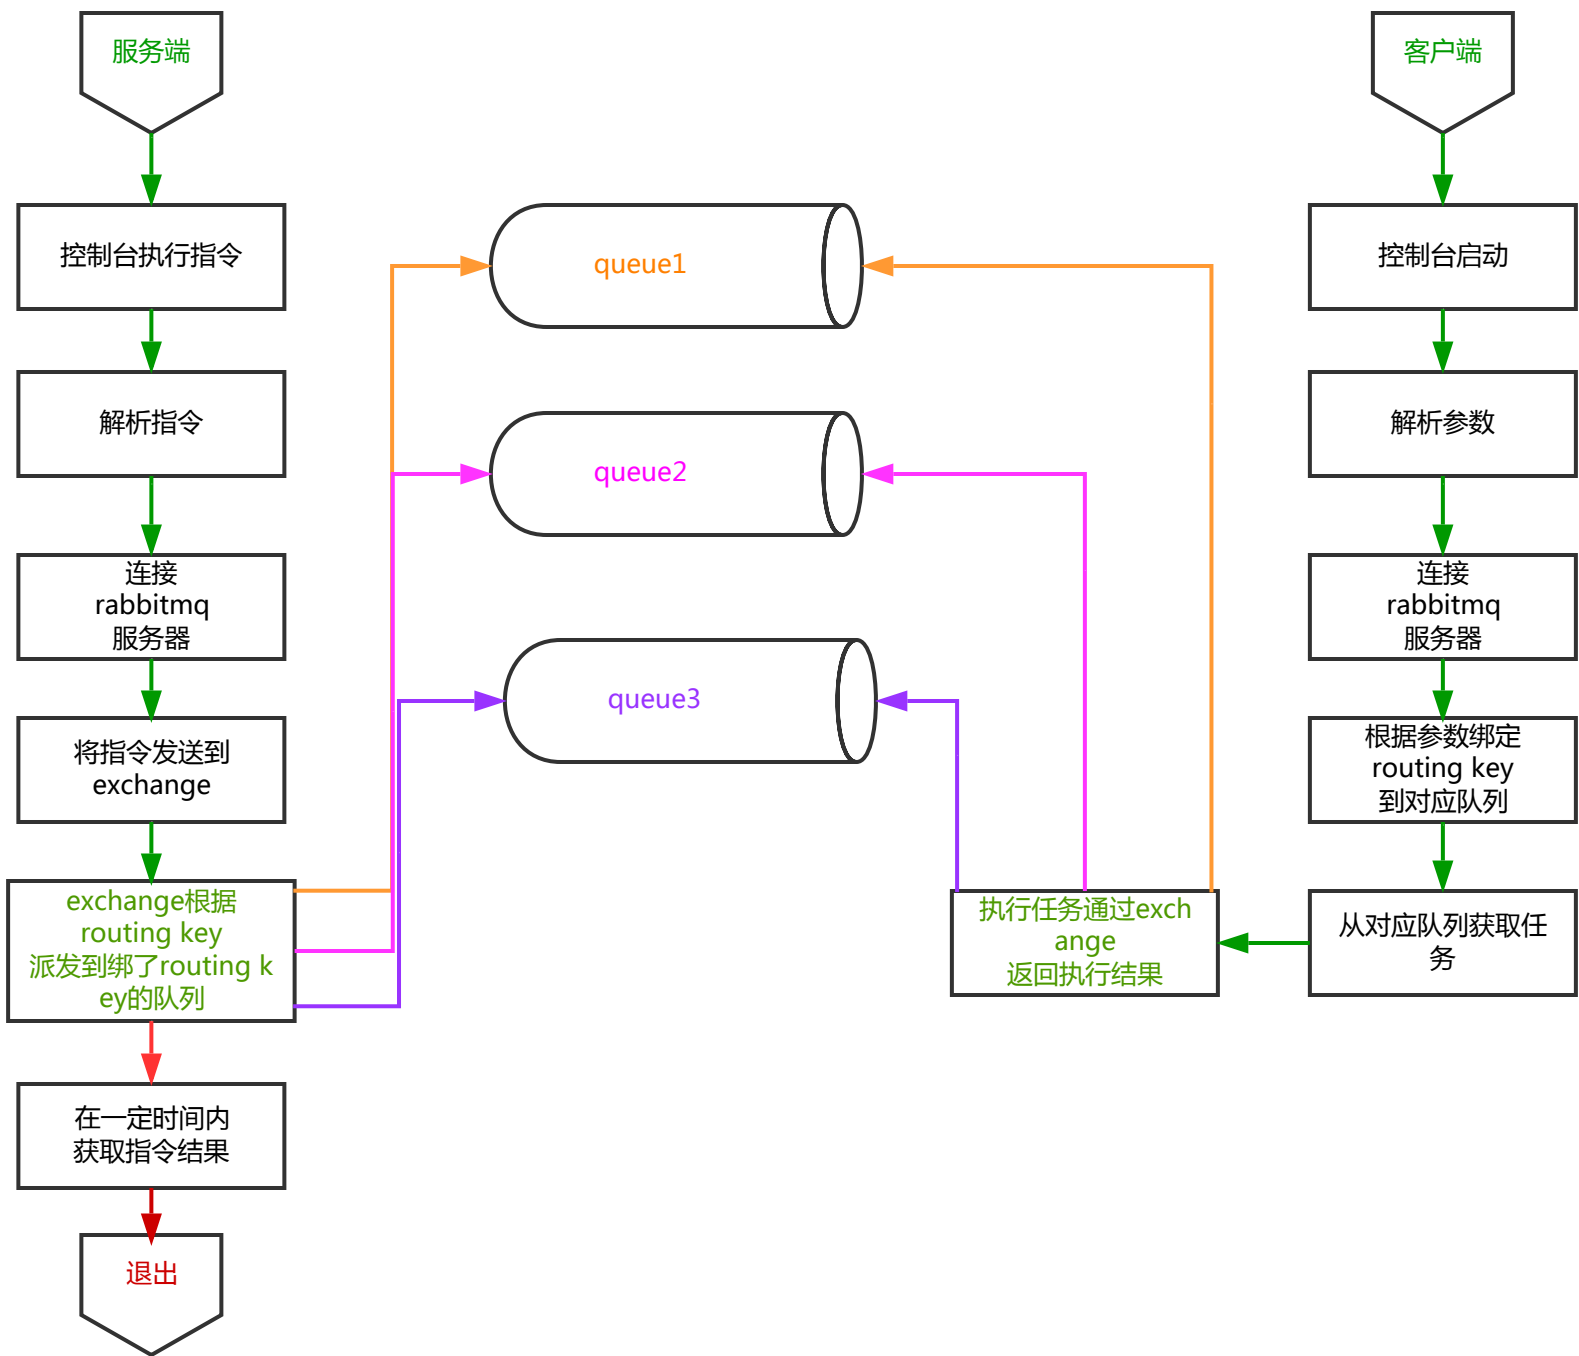 服务端
控制台执行指令
解析指令
连接
rabbitmq
服务器
将指令发送到
exchange
exchange根据
routing key
派发到绑了routing k
ey的队列
在一定时间内
获取指令结果
退出
queue1
queue2
queue3
客户端
控制台启动
解析参数
连接
rabbitmq
服务器
根据参数绑定
routing key
到对应队列
从对应队列获取任
务
执行任务通过exch
ange
返回执行结果